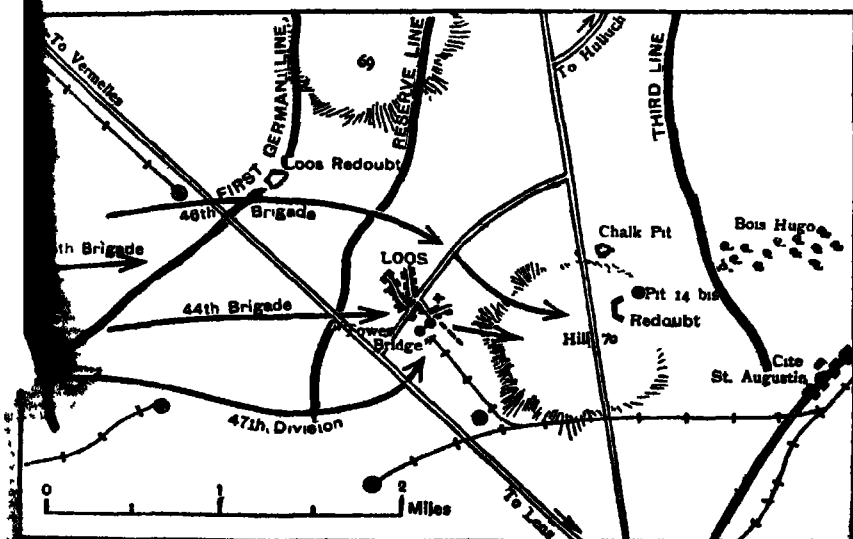 To Vermelles
FIRST GERMAN LINE
69
RESERVE LINE
To Hulluch
THIRD LINE
Loos Redoubt
46th Brigade
th Brigade
Chalk Pit
Bois Hugo
LOOS
44th Brigade
Pit 14 bis
Redoubt
Tower
Bridge
Hill 70
Cite
St. Augustin
47th. Division
0 1 2
Miles
To Lens